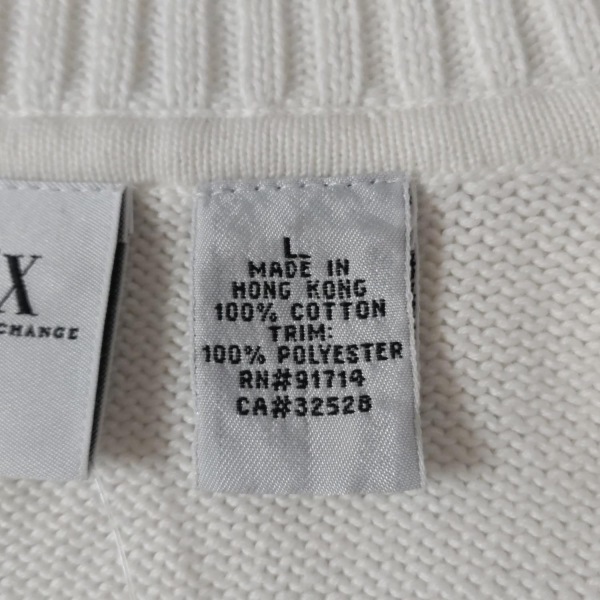 X
CHANGE
L
MADE IN
HONG KONG
100% COTTON
TRIM:
100% POLYESTER
RN#91714
CA#32528